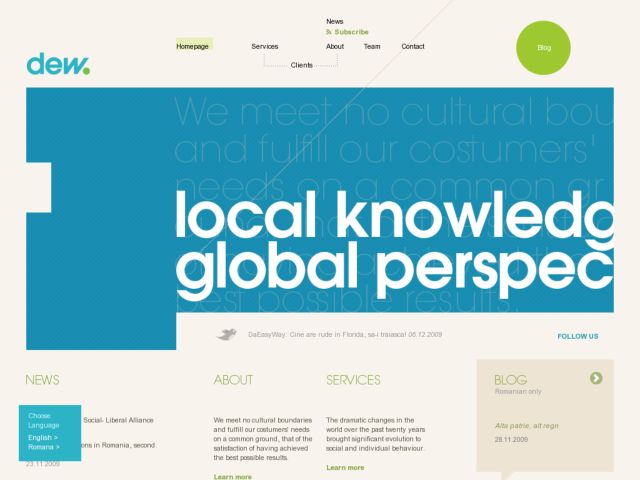 News
Subscribe
Homepage
Services
About
Team
Contact
Clients
Blog
dew.
We meet no cultural bou
and fulfill our costumers'
needs on a common gr
local knowledg
global perspec
best possible results.
DaEasyWay: Cine are rude in Florida, sa-i traiasca! 06.12.2009
FOLLOW US
NEWS
Social- Liberal Alliance
ons in Romania, second
23.11.2009
Choose
Language
English >
Romana >
ABOUT
We meet no cultural boundaries
and fulfill our costumers' needs
on a common ground, that of the
satisfaction of having achieved
the best possible results.
Learn more
SERVICES
The dramatic changes in the
world over the past twenty years
brought significant evolution to
social and individual behaviour.
Learn more
BLOG
Romanian only
Alta patrie, alt regn
28.11.2009